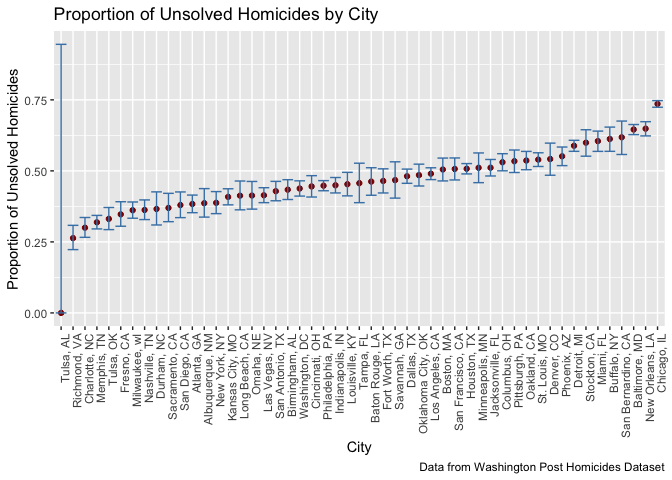 Proportion of Unsolved Homicides by City
Proportion of Unsolved Homicides
0.75
0.50
0.25
0.00
Tulsa, AL
Richmond, VA
Charlotte, NC
Memphis, TN
Tulsa, OK
Fresno, CA
Milwaukee, wI
Nashville, TN
Durham, NC
Sacramento, CA
San Diego, CA
Atlanta, GA
Albuquerque, NM
New York, NY
Kansas City, MO
Long Beach, CA
Omaha, NE
Las Vegas, NV
San Antonio, TX
Birmingham, AL
Washington, DC
Cincinnati, OH
Philadelphia, PA
Indianapolis, IN
Louisville, KY
Tampa, FL
Baton Rouge, LA
Fort Worth, TX
Savannah, GA
Dallas, TX
Oklahoma City, OK
Los Angeles, CA
Boston, MA
San Francisco, CA
Houston, TX
Minneapolis, MN
Jacksonville, FL
Columbus, OH
Pittsburgh, PA
Oakland, CA
St. Louis, MO
Denver, CO
Phoenix, AZ
Detroit, MI
Stockton, CA
Miami, FL
Buffalo, NY
San Bernardino, CA
Baltimore, MD
New Orleans, LA
Chicago, IL
City
Data from Washington Post Homicides Dataset